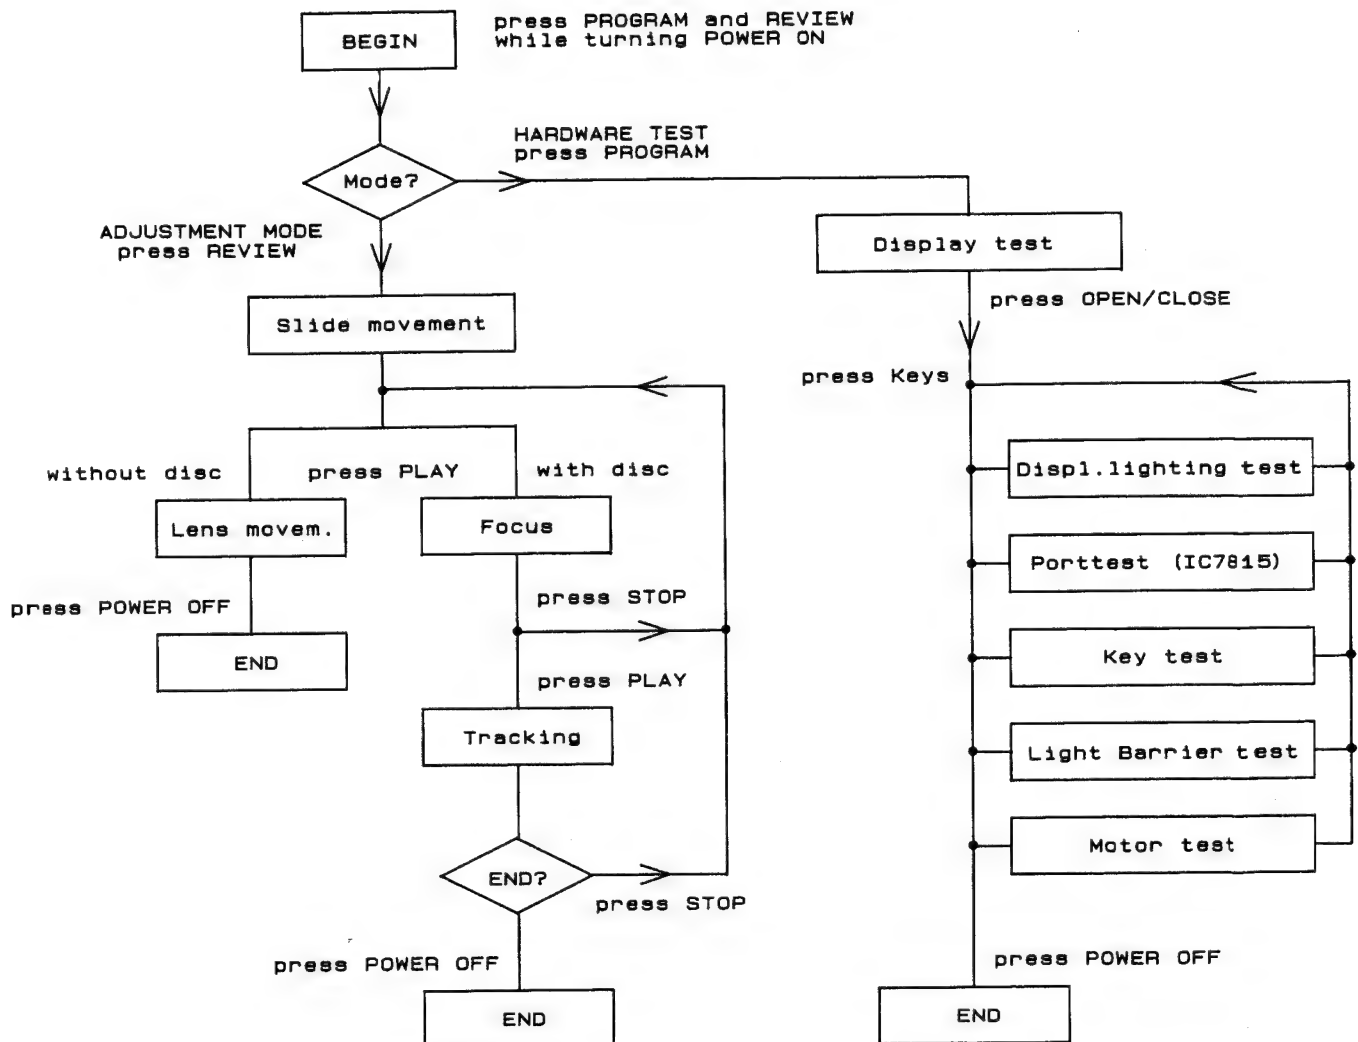 BEGIN
press PROGRAM and REVIEW
while turning POWER ON
Mode?
HARDWARE TEST
press PROGRAM
ADJUSTMENT MODE
press REVIEW
Slide movement
without disc
press PLAY
with disc
Lens movem.
Focus
press POWER OFF
END
press STOP
press PLAY
Tracking
END?
press STOP
press POWER OFF
END
Display test
press OPEN/CLOSE
press Keys
Displ.lighting test
Porttest (IC7815)
Key test
Light Barrier test
Motor test
press POWER OFF
END